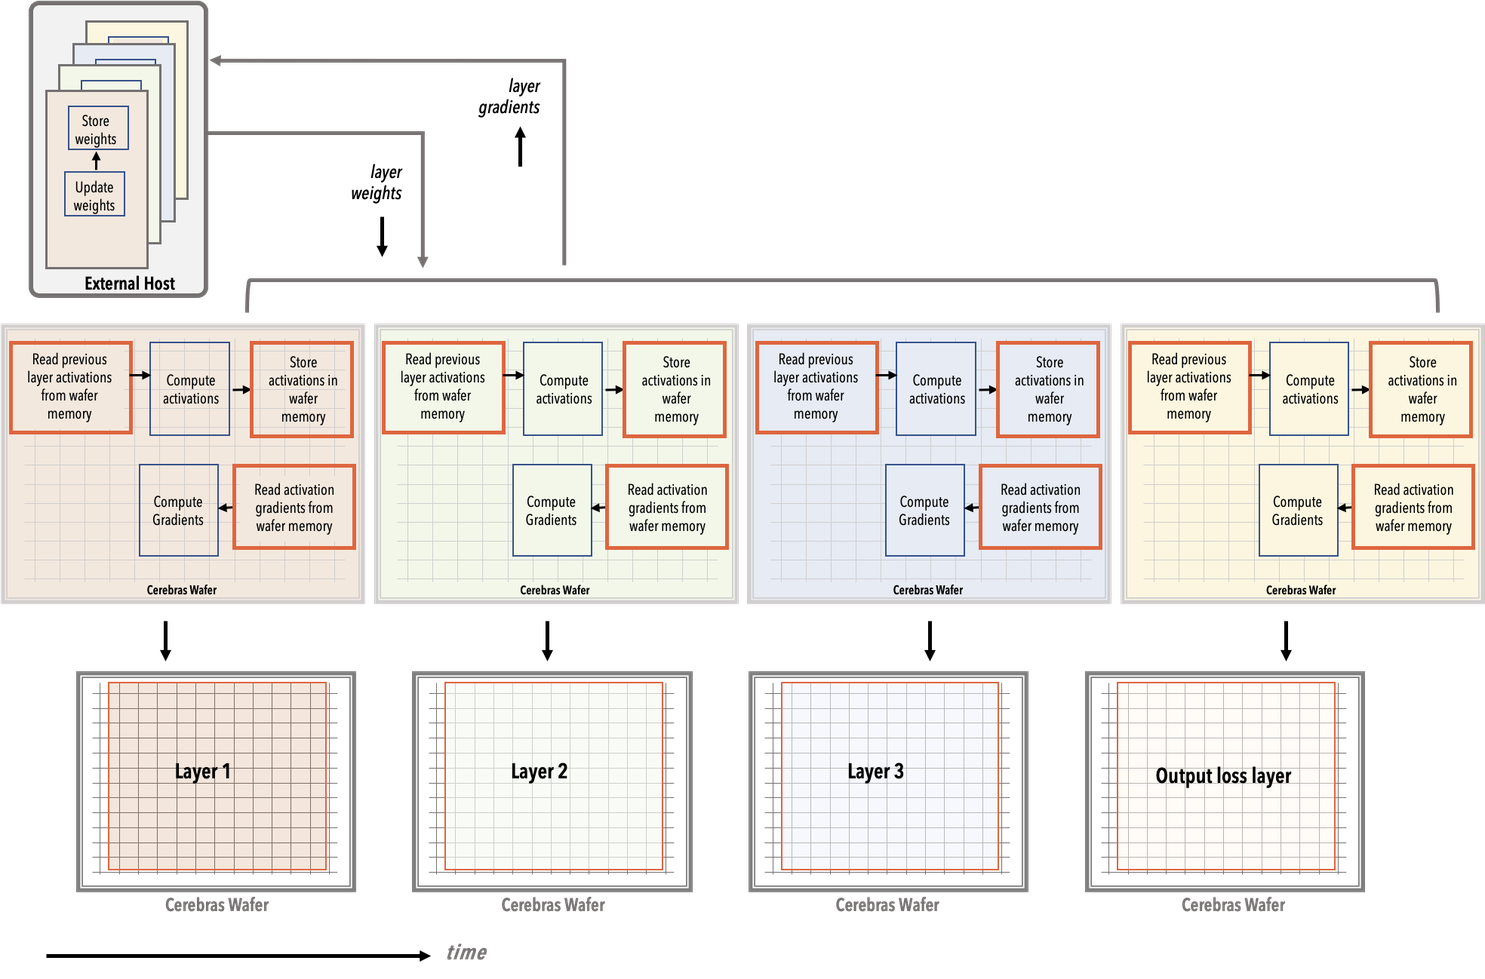 Store
weights
Update
weights
External Host
layer
gradients
layer
weights
Read previous
layer activations
from wafer
memory
Compute
activations
Store
activations in
wafer
memory
Compute
Gradients
Read activation
gradients from
wafer memory
Cerebras Wafer
Read previous
layer activations
from wafer
memory
Compute
activations
Store
activations in
wafer
memory
Compute
Gradients
Read activation
gradients from
wafer memory
Cerebras Wafer
Read previous
layer activations
from wafer
memory
Compute
activations
Store
activations in
wafer
memory
Compute
Gradients
Read activation
gradients from
wafer memory
Cerebras Wafer
Read previous
layer activations
from wafer
memory
Compute
activations
Store
activations in
wafer
memory
Compute
Gradients
Read activation
gradients from
wafer memory
Cerebras Wafer
Layer 1
Cerebras Wafer
Layer 2
Cerebras Wafer
Layer 3
Cerebras Wafer
Output loss layer
Cerebras Wafer
time